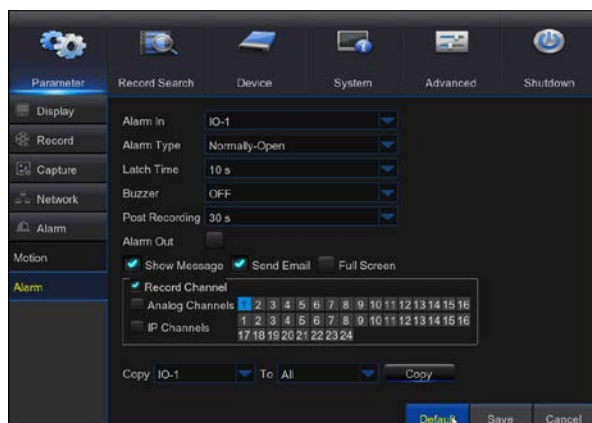 Parameter Record Search Device System Advanced Shutdown
Display
Record
Capture
Network
Alarm
Motion
Alarm
Alarm In IO-1
Alarm Type Normally-Open
Latch Time 10 s
Buzzer OFF
Post Recording 30 s
Alarm Out
Show Message Send Email Full Screen
Record Channel
Analog Channels 1 2 3 4 5 6 7 8 9 10 11 12 13 14 15 16
IP Channels 1 2 3 4 5 6 7 8 9 10 11 12 13 14 15 16
17 18 19 20 21 22 23 24
Copy IO-1 To All Copy
Default Save Cancel